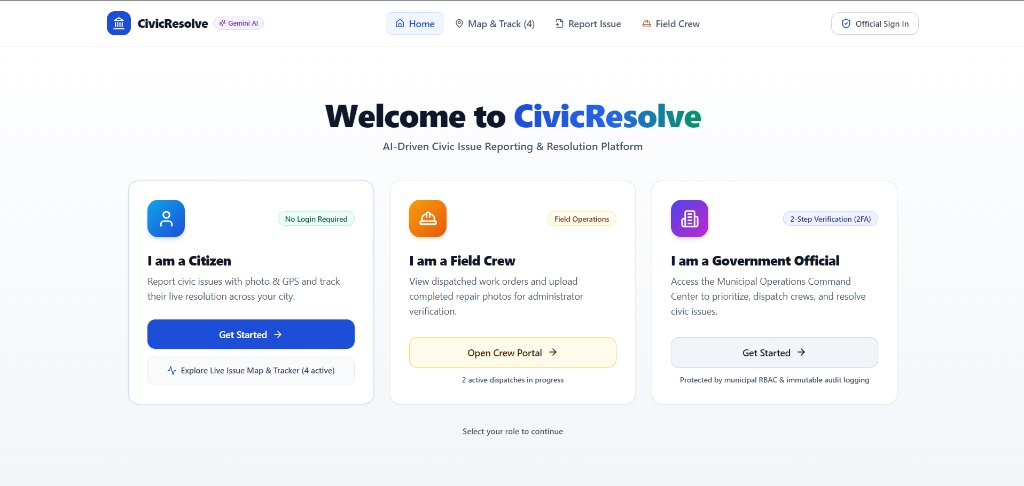 CivicResolve
Gemini AI
Home
Map & Track (4)
Report Issue
Field Crew
Official Sign In
Welcome to CivicResolve
AI-Driven Civic Issue Reporting & Resolution Platform
No Login Required
I am a Citizen
Report civic issues with photo & GPS and track
their live resolution across your city.
Get Started
Explore Live Issue Map & Tracker (4 active)
Field Operations
I am a Field Crew
View dispatched work orders and upload
completed repair photos for administrator
verification.
Open Crew Portal
2 active dispatches in progress
2-Step Verification (2FA)
I am a Government Official
Access the Municipal Operations Command
Center to prioritize, dispatch crews, and resolve
civic issues.
Get Started
Protected by municipal RBAC & immutable audit logging
Select your role to continue